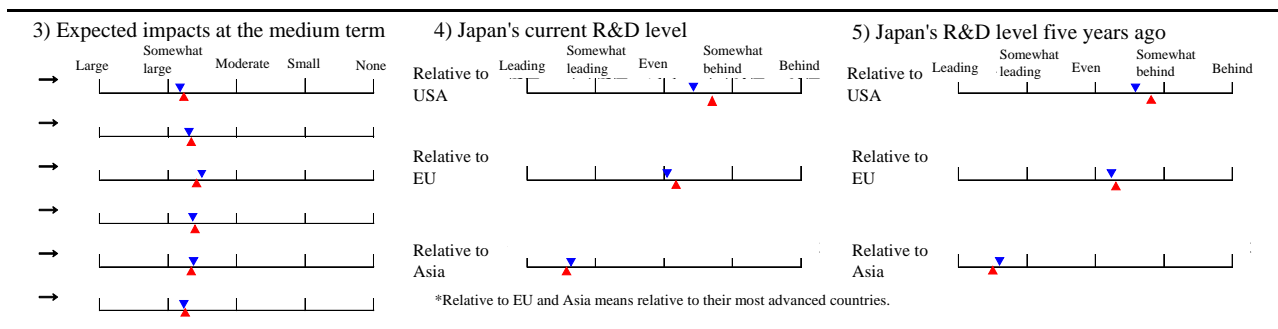 3) Expected impacts at the medium term
Large
Somewhat
large
Moderate
Small
None
→
→
→
→
→
→
4) Japan's current R&D level
Leading
Somewhat
leading
Even
Somewhat
behind
Behind
Relative to
USA
Relative to
EU
Relative to
Asia
*Relative to EU and Asia means relative to their most advanced countries.
5) Japan's R&D level five years ago
Leading
Somewhat
leading
Even
Somewhat
behind
Behind
Relative to
USA
Relative to
EU
Relative to
Asia